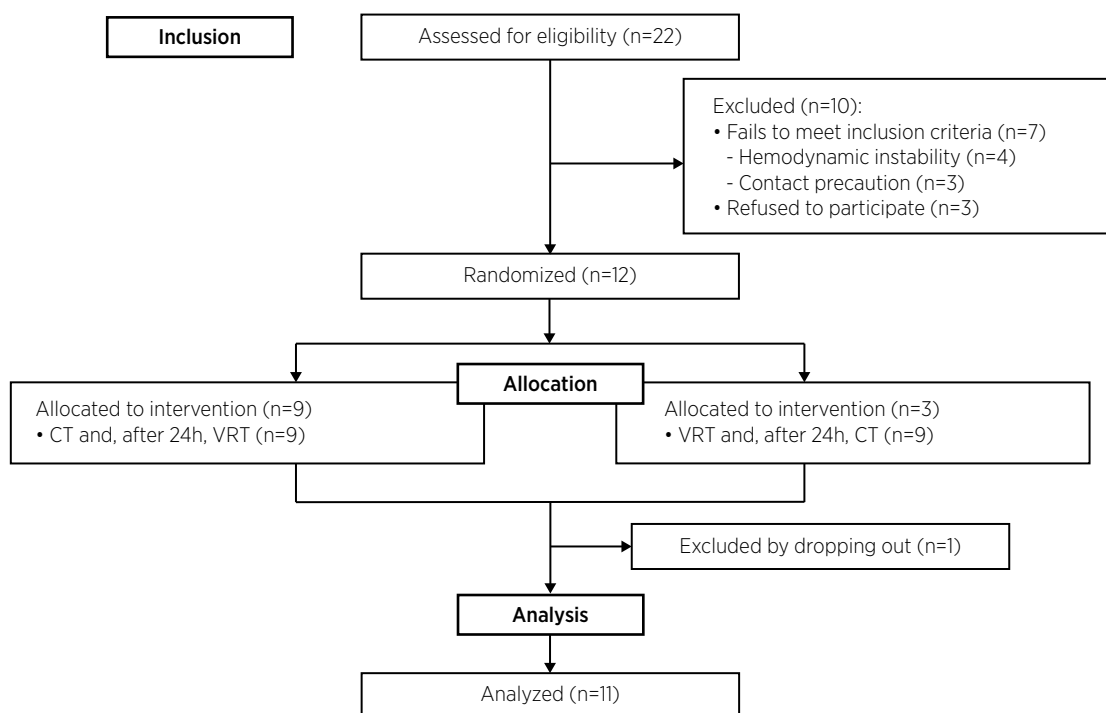 Inclusion
Assessed for eligibility (n=22)
Excluded (n=10):
• Fails to meet inclusion criteria (n=7)
- Hemodynamic instability (n=4)
- Contact precaution (n=3)
• Refused to participate (n=3)
Randomized (n=12)
Allocation
Allocated to intervention (n=9)
• CT and, after 24h, VRT (n=9)
Allocated to intervention (n=3)
• VRT and, after 24h, CT (n=9)
Excluded by dropping out (n=1)
Analysis
Analyzed (n=11)